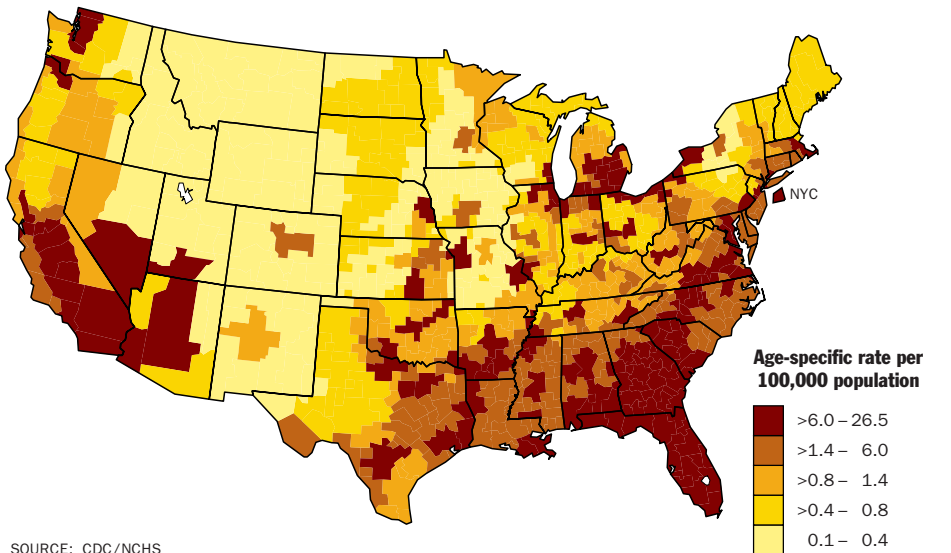 NYC
Age-specific rate per
100,000 population
>6.0 – 26.5
>1.4 – 6.0
>0.8 – 1.4
>0.4 – 0.8
0.1 – 0.4
SOURCE: CDC/NCHS